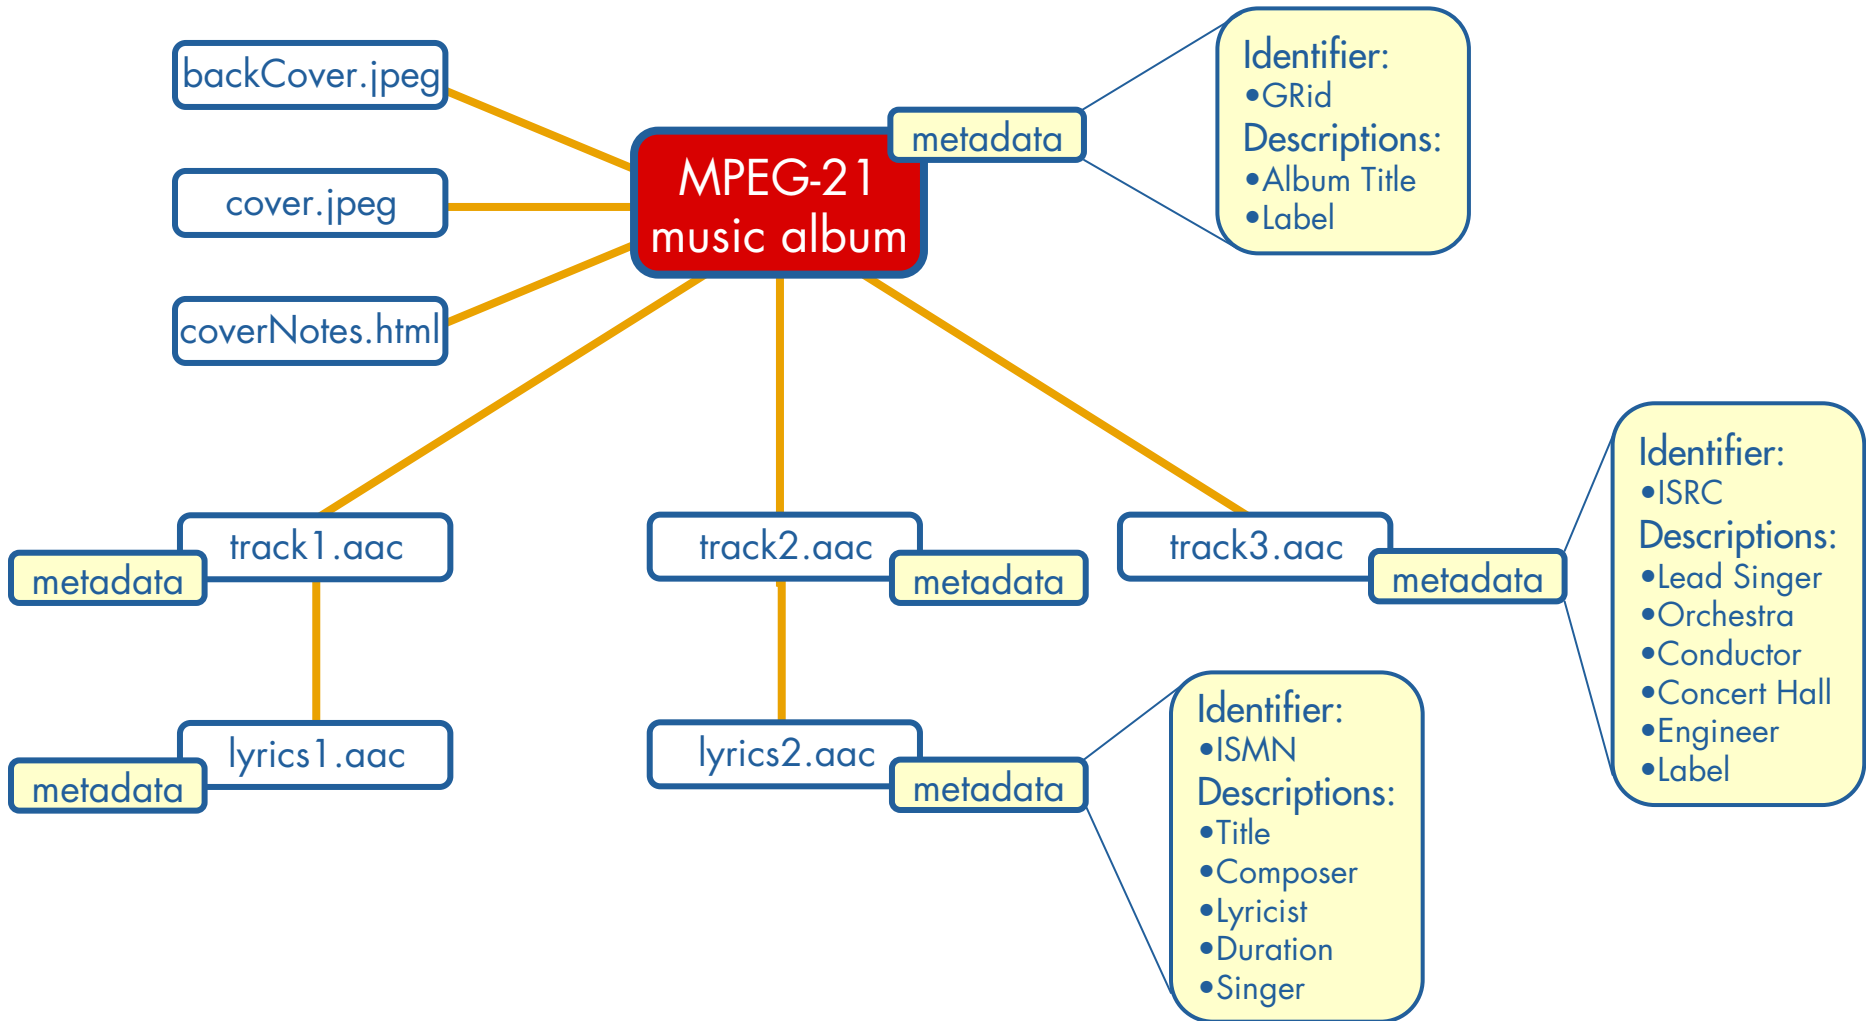 backCover.jpeg
cover.jpeg
coverNotes.html
MPEG-21
music album
metadata
Identifier:
•GRid
Descriptions:
•Album Title
•Label
track1.aac
metadata
track2.aac
metadata
track3.aac
metadata
Identifier:
•ISRC
Descriptions:
•Lead Singer
•Orchestra
•Conductor
•Concert Hall
•Engineer
•Label
lyrics1.aac
metadata
lyrics2.aac
metadata
Identifier:
•ISMN
Descriptions:
•Title
•Composer
•Lyricist
•Duration
•Singer